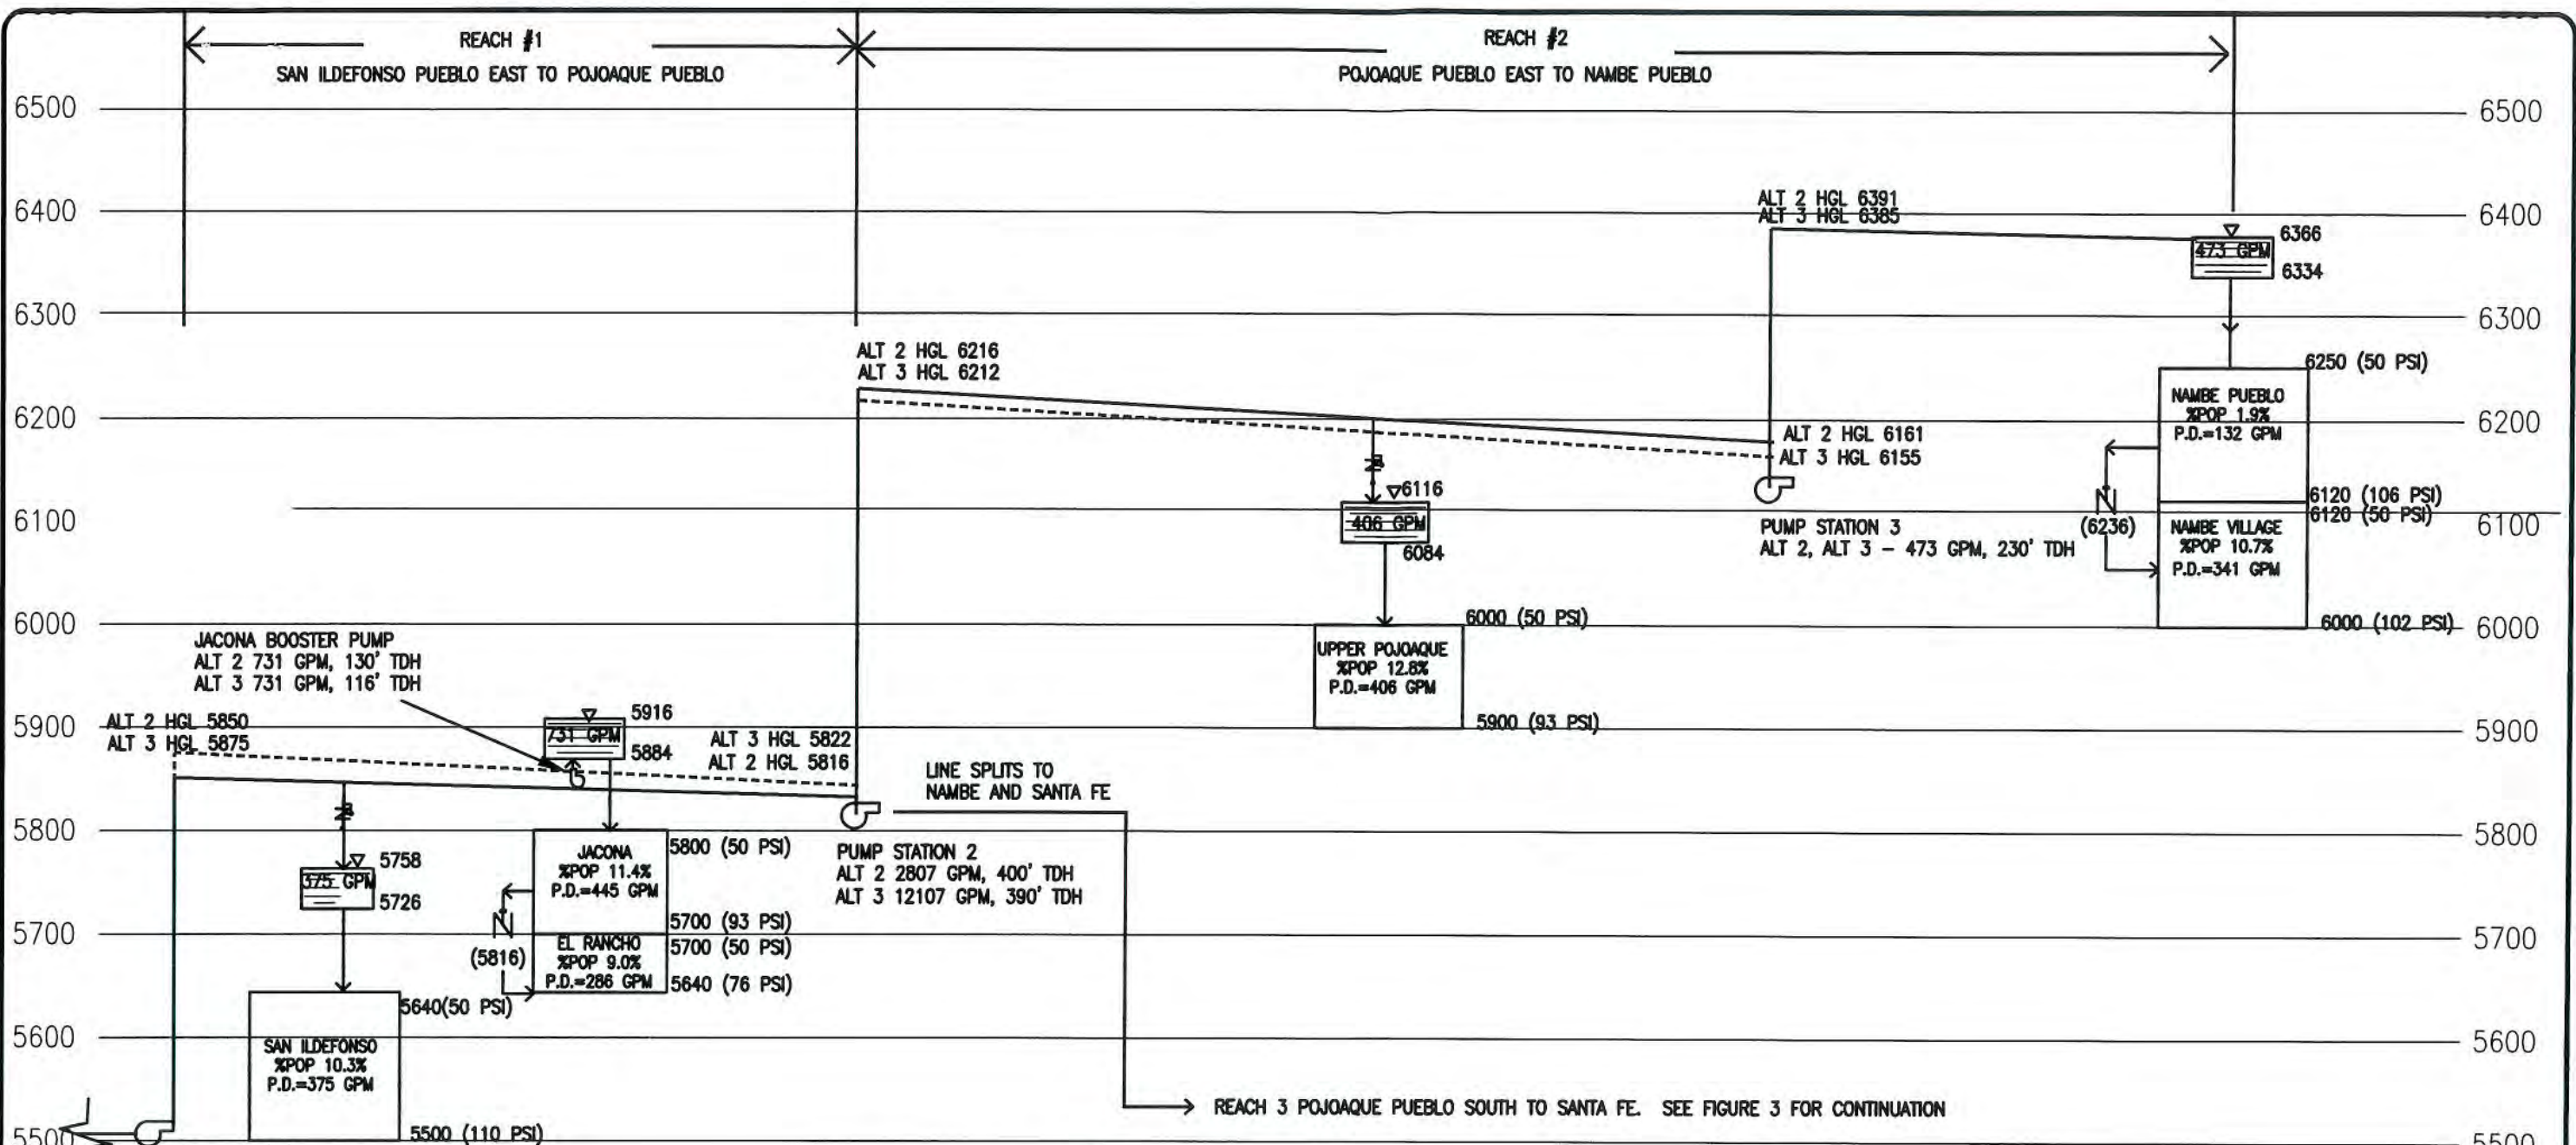 REACH #1
SAN ILDEFONSO PUEBLO EAST TO POJOAQUE PUEBLO
REACH #2
POJOAQUE PUEBLO EAST TO NAMBE PUEBLO
6500
6500
6400
6400
6300
6300
6200
6200
6100
6100
6000
6000
5900
5900
5800
5800
5700
5700
5600
5600
5500
5500
ALT 2 HGL 6391
ALT 3 HGL 6385
6366
473 GPM
6334
ALT 2 HGL 6216
ALT 3 HGL 6212
6250 (50 PSI)
NAMBE PUEBLO
%POP 1.9%
P.D.=132 GPM
ALT 2 HGL 6161
ALT 3 HGL 6155
6116
406 GPM
6084
PUMP STATION 3
ALT 2, ALT 3 - 473 GPM, 230' TDH
(6236)
6120 (106 PSI)
6120 (50 PSI)
NAMBE VILLAGE
%POP 10.7%
P.D.=341 GPM
6000 (102 PSI)
6000 (50 PSI)
UPPER POJOAQUE
%POP 12.8%
P.D.=406 GPM
5900 (93 PSI)
JACONA BOOSTER PUMP
ALT 2 731 GPM, 130' TDH
ALT 3 731 GPM, 116' TDH
ALT 2 HGL 5850
ALT 3 HGL 5875
5916
731 GPM
5884
ALT 3 HGL 5822
ALT 2 HGL 5816
LINE SPLITS TO
NAMBE AND SANTA FE
PUMP STATION 2
ALT 2 2807 GPM, 400' TDH
ALT 3 12107 GPM, 390' TDH
5758
375 GPM
5726
5800 (50 PSI)
JACONA
%POP 11.4%
P.D.=445 GPM
5700 (93 PSI)
5700 (50 PSI)
EL RANCHO
%POP 9.0%
P.D.=286 GPM
5640 (76 PSI)
(5816)
5640(50 PSI)
SAN ILDEFONSO
%POP 10.3%
P.D.=375 GPM
5500 (110 PSI)
REACH 3 POJOAQUE PUEBLO SOUTH TO SANTA FE. SEE FIGURE 3 FOR CONTINUATION